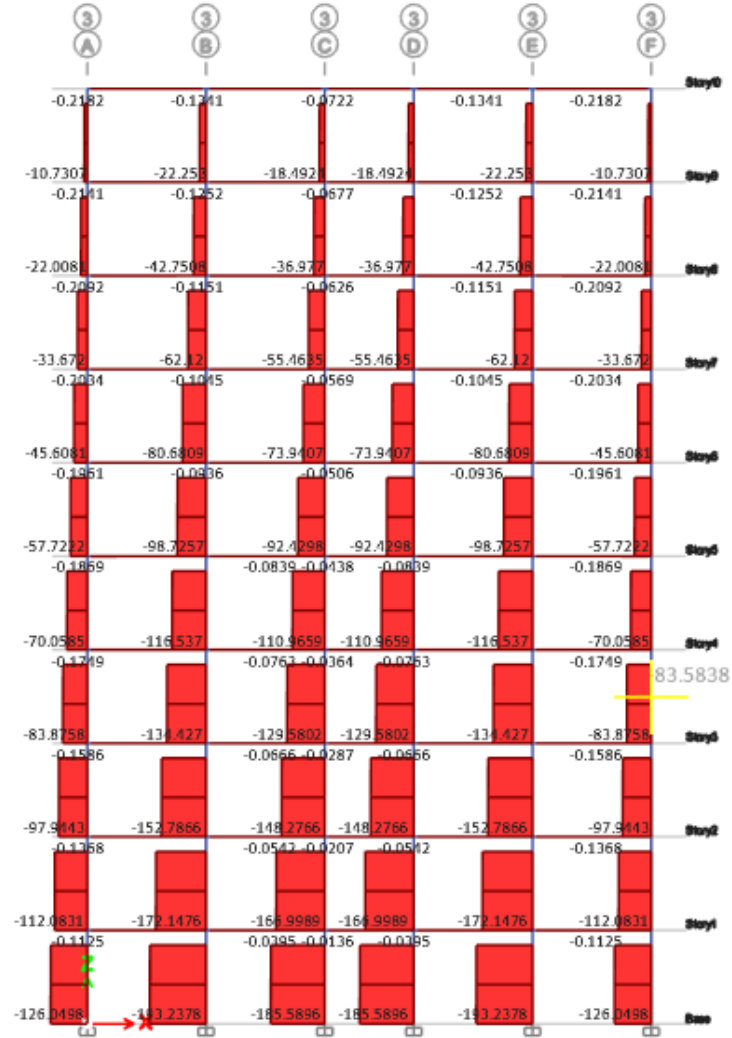 3 3 3 3 3 3
A B C D E F
Story10
-0.2182 -0.1341 -0.0722 -0.1341 -0.2182
-10.7307 -22.253 -18.4924 -18.4924 -22.253 -10.7307 Story9
-0.2141 -0.1252 -0.0677 -0.1252 -0.2141
-22.0081 -42.7508 -36.977 -36.977 -42.7508 -22.0081 Story8
-0.2092 -0.1151 -0.0626 -0.1151 -0.2092
-33.672 -62.12 -55.4635 -55.4635 -62.12 -33.672 Story7
-0.2034 -0.1045 -0.0569 -0.1045 -0.2034
-45.6081 -80.6809 -73.9407 -73.9407 -80.6809 -45.6081 Story6
-0.1961 -0.0936 -0.0506 -0.0936 -0.1961
-57.7222 -98.7257 -92.4298 -92.4298 -98.7257 -57.7222 Story5
-0.1869 -0.0839 -0.0438 -0.0839 -0.1869
-70.0585 -116.537 -110.9659 -110.9659 -116.537 -70.0585 Story4
-0.1749 -0.0763 -0.0364 -0.0763 -0.1749
-83.5838
-83.8758 -134.427 -129.5802 -129.5802 -134.427 -83.8758 Story3
-0.1586 -0.0666 -0.0287 -0.0666 -0.1586
-97.9443 -152.7866 -148.2766 -148.2766 -152.7866 -97.9443 Story2
-0.1368 -0.0542 -0.0207 -0.0542 -0.1368
-112.0831 -172.1476 -166.9989 -166.9989 -172.1476 -112.0831 Story1
-0.1125 -0.0395 -0.0136 -0.0395 -0.1125
Z
-126.0498 X -193.2378 -185.5896 -185.5896 -193.2378 -126.0498 Base